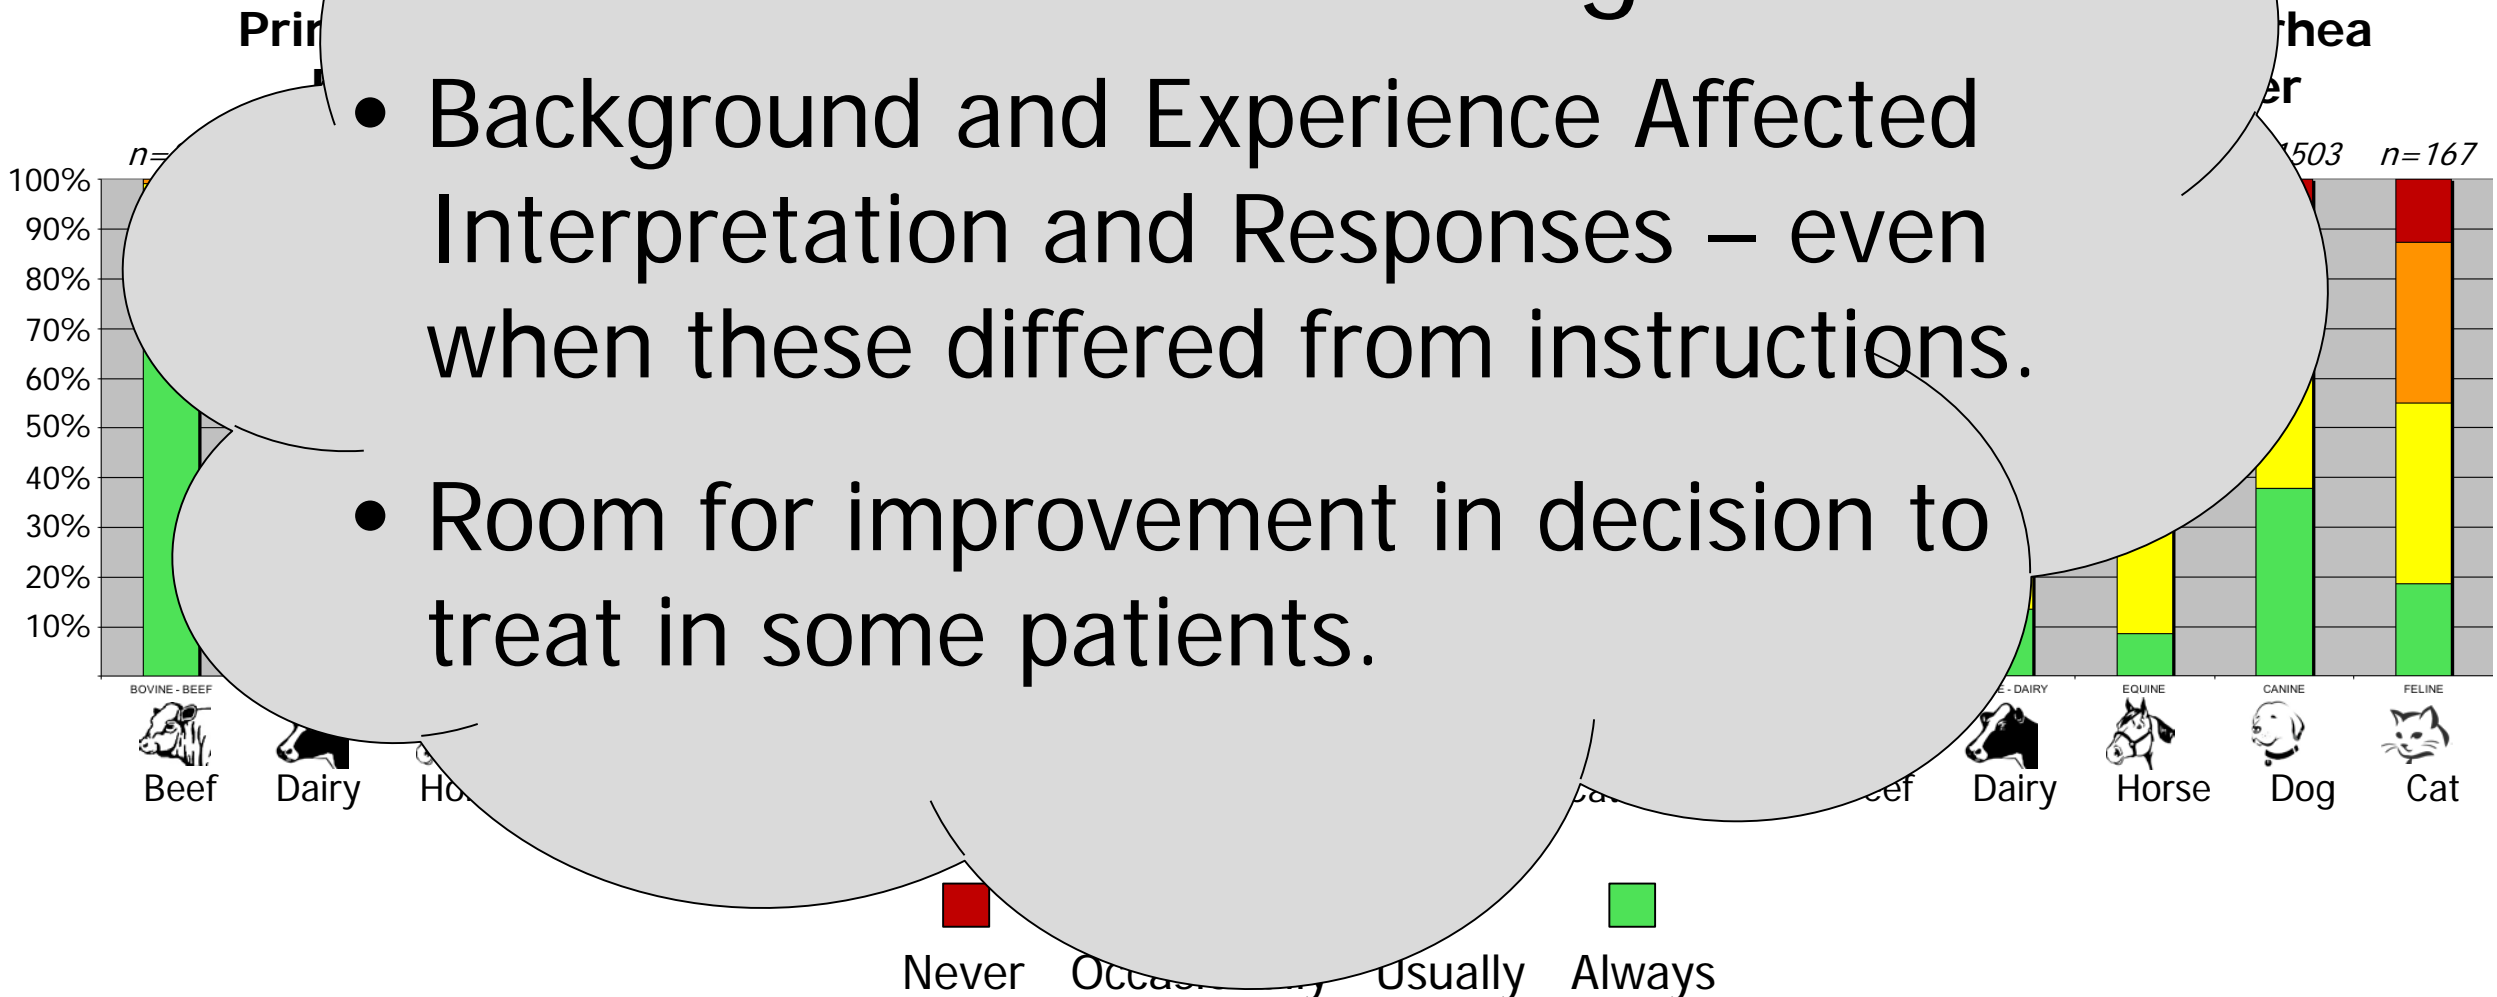 hea
er
n=167
• Background and Experience Affected
Interpretation and Responses – even
when these differed from instructions.
• Room for improvement in decision to
treat in some patients.
100%
90%
80%
70%
60%
50%
40%
30%
20%
10%
BOVINE - BEEF
E - DAIRY
EQUINE
CANINE
FELINE
Beef Dairy Dairy Horse Dog Cat
Never Usually Always